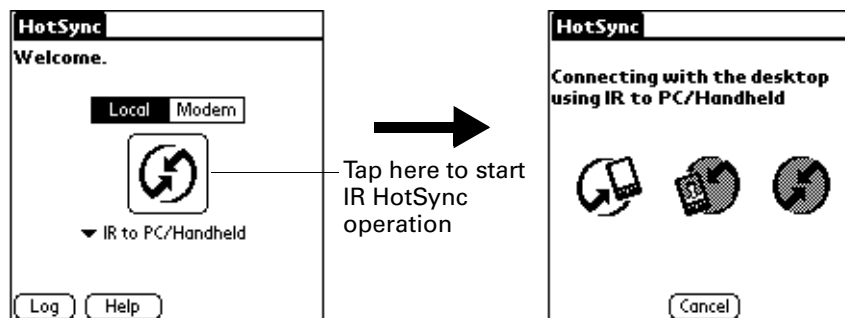 HotSync
Welcome.
Local Modem
Tap here to start
IR HotSync
operation
IR to PC/Handheld
Log Help
HotSync
Connecting with the desktop
using IR to PC/Handheld
Cancel